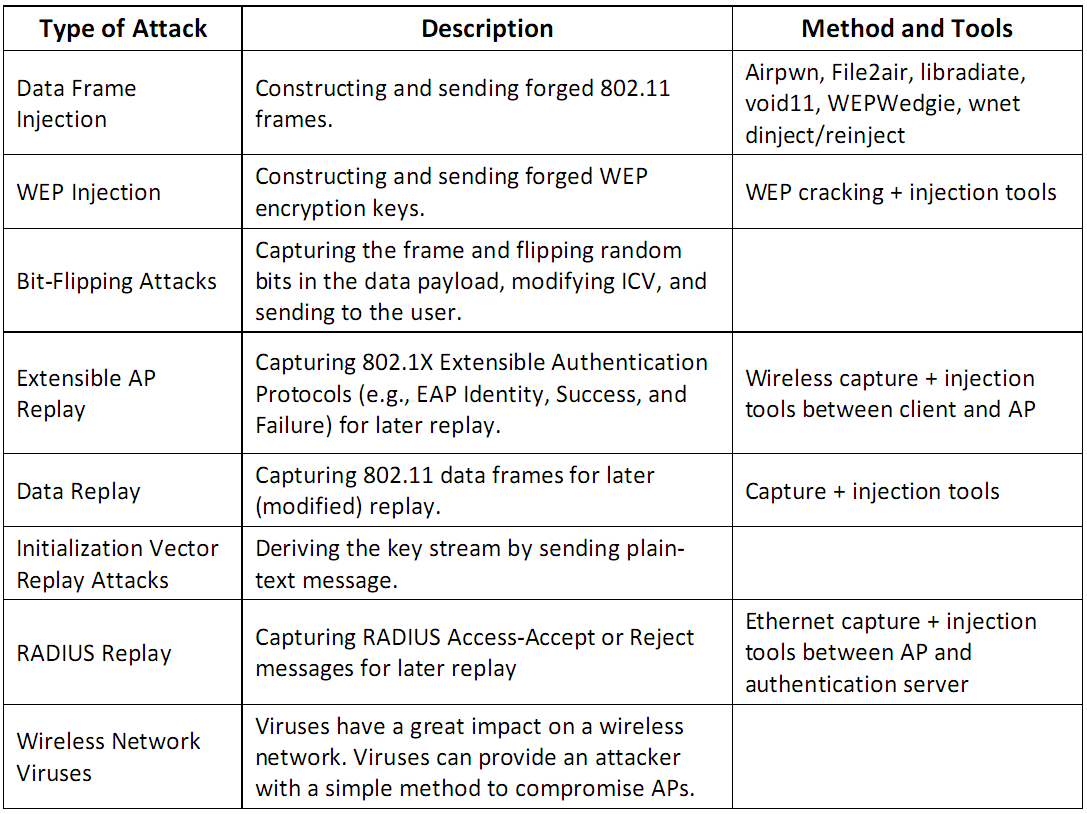 Type of Attack
Description
Method and Tools
Data Frame
Injection
Constructing and sending forged 802.11
frames.
Airpwn, File2air, libradiate,
void11, WEPWedgie, wnet
dinject/reinject
WEP Injection
Constructing and sending forged WEP
encryption keys.
WEP cracking + injection tools
Bit-Flipping Attacks
Capturing the frame and flipping random
bits in the data payload, modifying ICV, and
sending to the user.
Extensible AP
Replay
Capturing 802.1X Extensible Authentication
Protocols (e.g., EAP Identity, Success, and
Failure) for later replay.
Wireless capture + injection
tools between client and AP
Data Replay
Capturing 802.11 data frames for later
(modified) replay.
Capture + injection tools
Initialization Vector
Replay Attacks
Deriving the key stream by sending plain-
text message.
RADIUS Replay
Capturing RADIUS Access-Accept or Reject
messages for later replay
Ethernet capture + injection
tools between AP and
authentication server
Wireless Network
Viruses
Viruses have a great impact on a wireless
network. Viruses can provide an attacker
with a simple method to compromise APs.